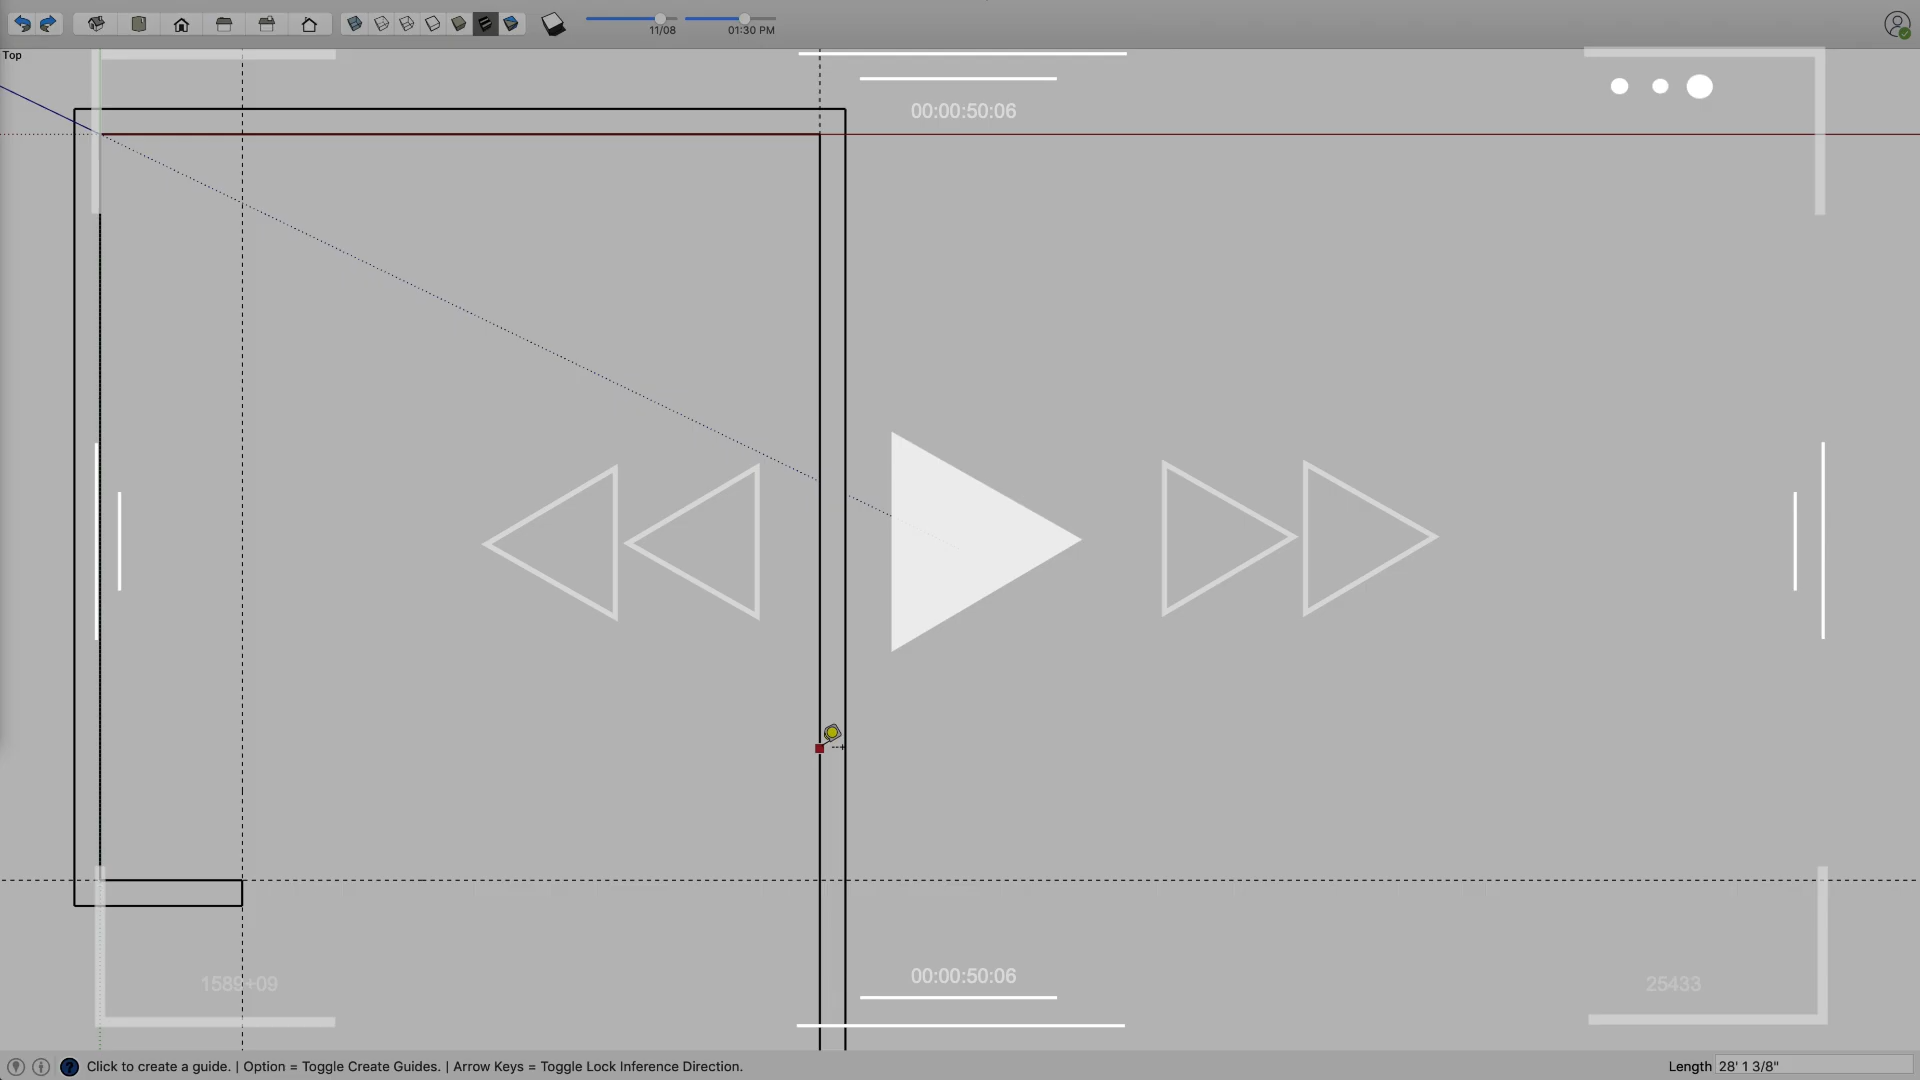 11/08
01:30 PM
Top
00:00:50:06
00:00:50:06
25433
Click to create a guide. | Option = Toggle Create Guides. | Arrow Keys = Toggle Lock Inference Direction.
Length 28' 1 3/8"